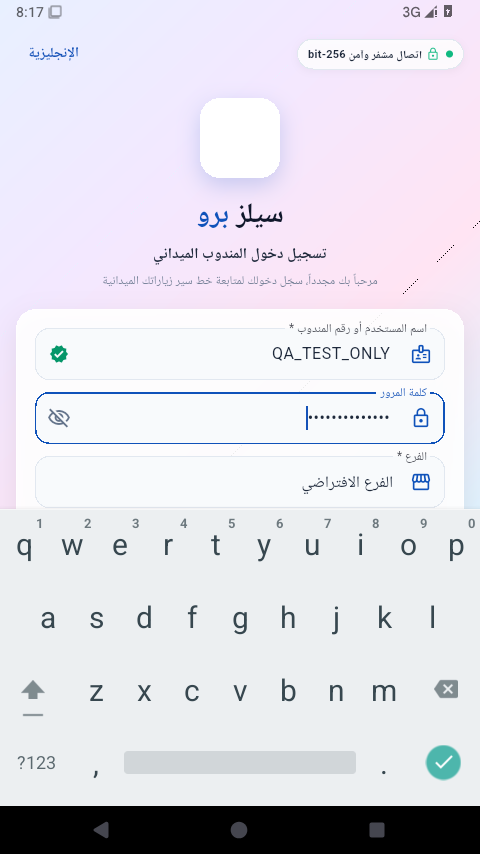 8:17
3G
الإنجليزية
اتصال مشفر وآمن 256-bit
سيلز برو
تسجيل دخول المندوب الميداني
مرحباً بك مجدداً، سجّل دخولك لمتابعة خط سير زياراتك الميدانية
اسم المستخدم أو رقم المندوب *
QA_TEST_ONLY
كلمة المرور
••••••••••••••
الفرع *
الفرع الافتراضي
1 2 3 4 5 6 7 8 9 0
q w e r t y u i o p
a s d f g h j k l
z x c v b n m
?123 , .